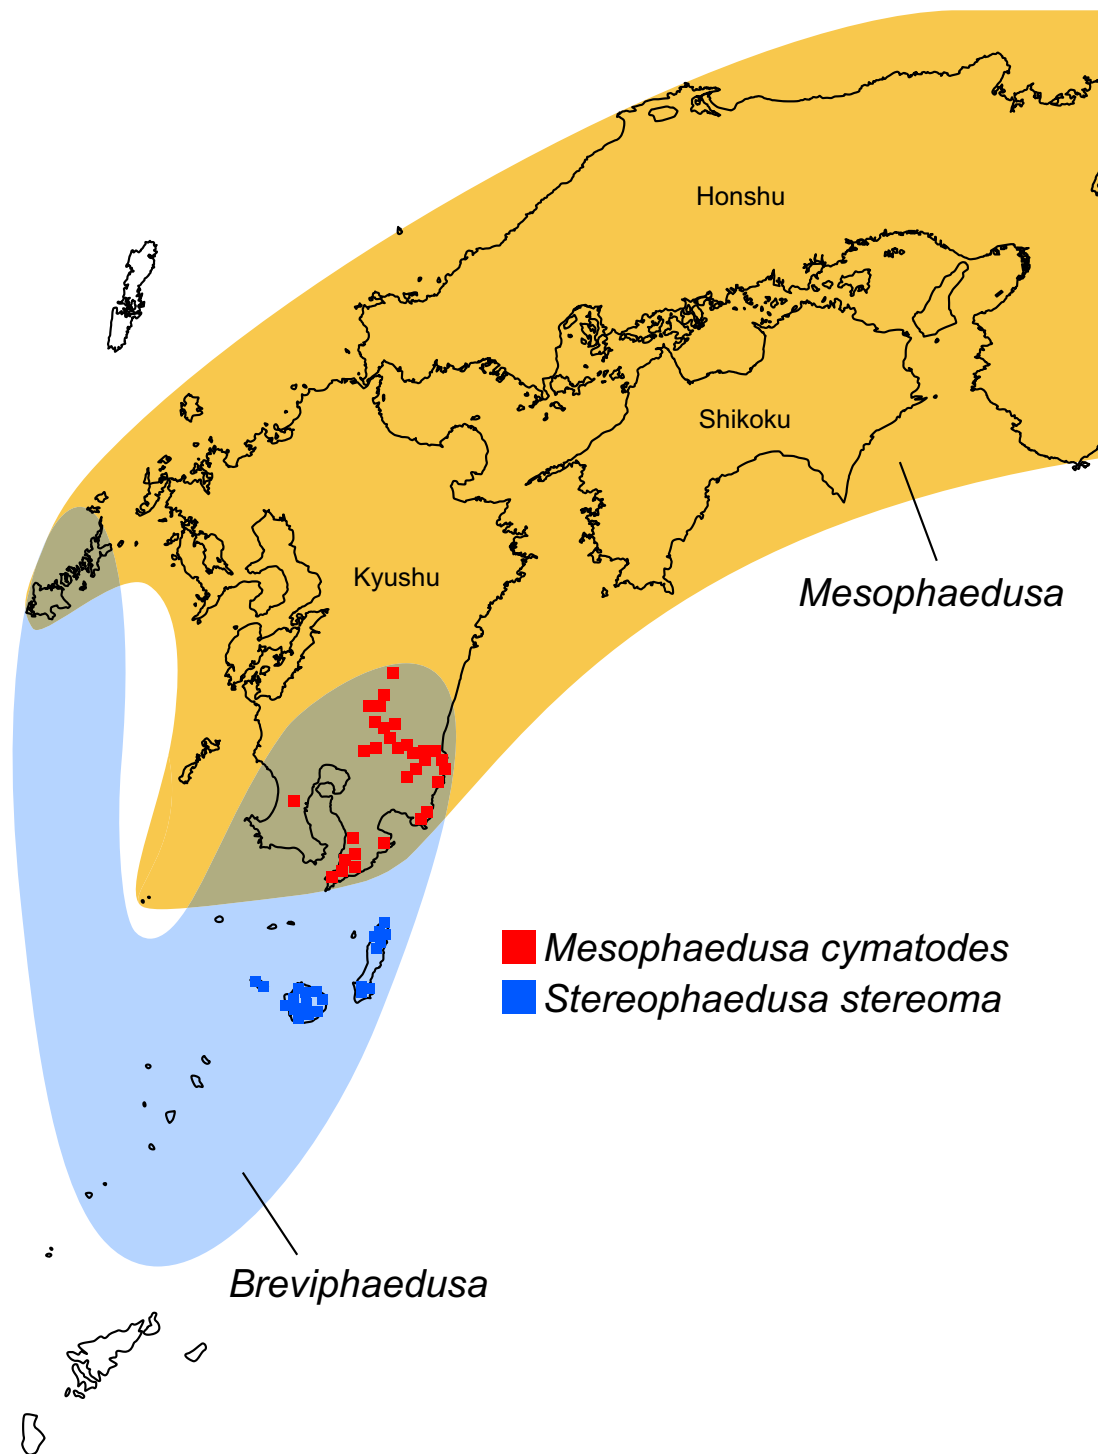 Honshu
Shikoku
Kyushu
Mesophaedusa
Mesophaedusa cymatodes
Stereophaedusa stereoma
Breviphaedusa